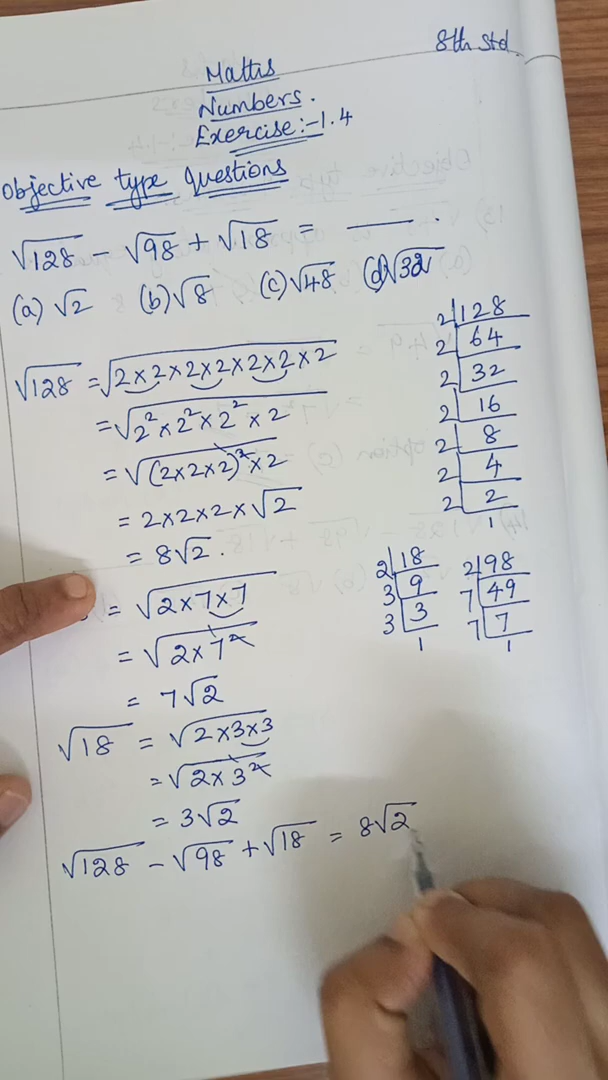 8th Std
Maths
Numbers.
Exercise:-1.4
Objective type Questions
√128 - √98 + √18 = ____ .
(a) √2 (b) √8 (c) √48 (d) √32
√128 = √2×2×2×2×2×2×2
= √2²×2²×2²×2
= √(2×2×2)²×2
= 2×2×2×√2
= 8√2.
= √2×7×7
= √2×7²
= 7√2
√18 = √2×3×3
= √2×3²
= 3√2
√128 - √98 + √18 = 8√2
2|128
2|64
2|32
2|16
2|8
2|4
2|2
1
2|18
3|9
3|3
1
2|98
7|49
7|7
1